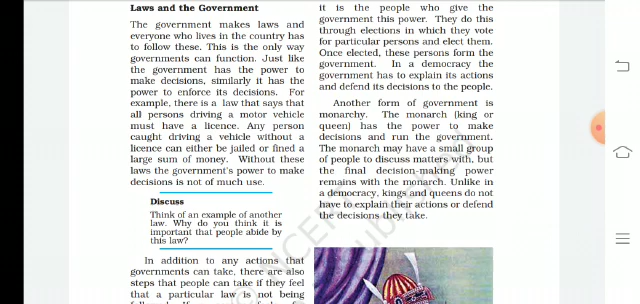 Laws and the Government
The government makes laws and
everyone who lives in the country has
to follow these. This is the only way
governments can function. Just like
the government has the power to
make decisions, similarly it has the
power to enforce its decisions. For
example, there is a law that says that
all persons driving a motor vehicle
must have a licence. Any person
caught driving a vehicle without a
licence can either be jailed or fined a
large sum of money. Without these
laws the government's power to make
decisions is not of much use.
Discuss
Think of an example of another
law. Why do you think it is
important that people abide by
this law?
In addition to any actions that
governments can take, there are also
steps that people can take if they feel
that a particular law is not being
it is the people who give the
government this power. They do this
through elections in which they vote
for particular persons and elect them.
Once elected, these persons form the
government. In a democracy the
government has to explain its actions
and defend its decisions to the people.
Another form of government is
monarchy. The monarch (king or
queen) has the power to make
decisions and run the government.
The monarch may have a small group
of people to discuss matters with, but
the final decision-making power
remains with the monarch. Unlike in
a democracy, kings and queens do not
have to explain their actions or defend
the decisions they take.